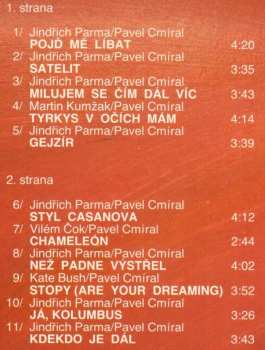 1. strana
1/ Jindřich Parma/Pavel Cmíral
POJĎ MĚ LÍBAT 4:20
2/ Jindřich Parma/Pavel Cmíral
SATELIT 3:35
3/ Jindřich Parma/Pavel Cmíral
MILUJEM SE ČÍM DÁL VÍC 3:43
4/ Martin Kumžak/Pavel Cmíral
TYRKYS V OČÍCH MÁM 4:14
5/ Jindřich Parma/Pavel Cmíral
GEJZÍR 3:39
2. strana
6/ Jindřich Parma/Pavel Cmíral
STYL CASANOVA 4:12
7/ Vilém Čok/Pavel Cmíral
CHAMELEÓN 2:44
8/ Jindřich Parma/Pavel Cmíral
NEŽ PADNE VÝSTŘEL 4:02
9/ Kate Bush/Pavel Cmíral
STOPY (ARE YOUR DREAMING) 3:52
10/ Jindřich Parma/Pavel Cmíral
JÁ, KOLUMBUS 3:26
11/ Jindřich Parma/Pavel Cmíral
KDEKDO JE DÁL 3:43